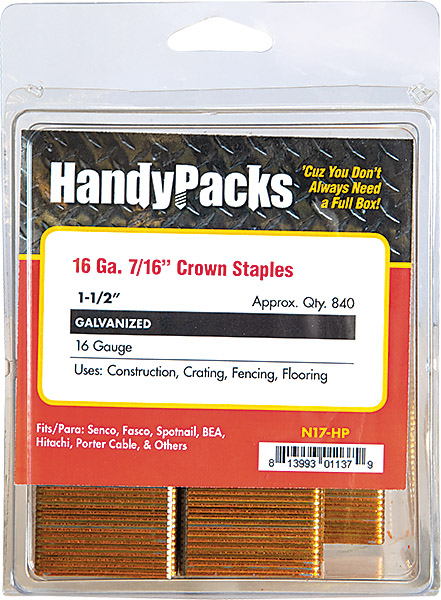 HandyPacks
'Cuz You Don't
Always Need
a Full Box!
16 Ga. 7/16” Crown Staples
1-1/2”
Approx. Qty. 840
GALVANIZED
16 Gauge
Uses: Construction, Crating, Fencing, Flooring
Fits/Para: Senco, Fasco, Spotnail, BEA,
Hitachi, Porter Cable, & Others
N17-HP
8 13993 01137 9